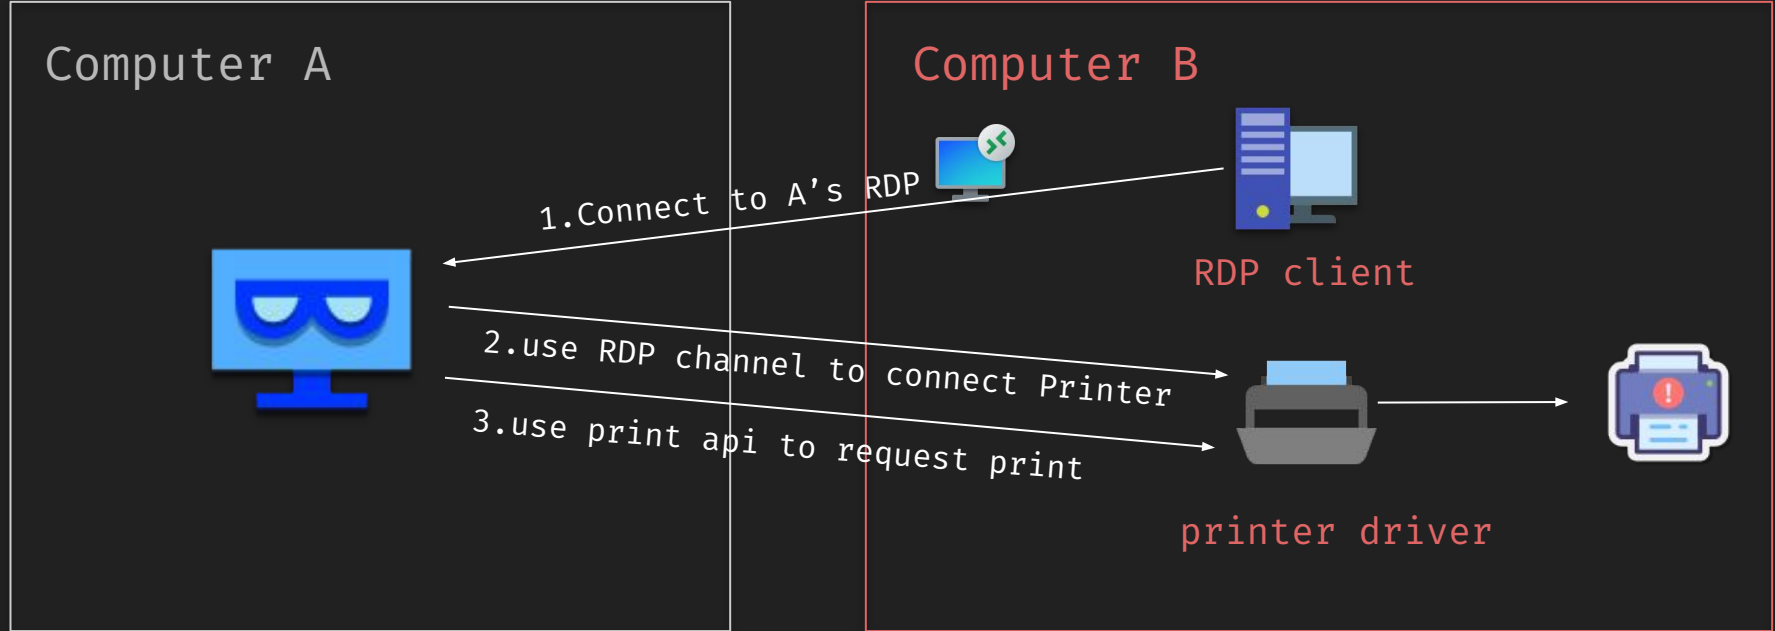 Computer A
Computer B
1.Connect to A’s RDP
RDP client
2.use RDP channel to connect Printer
3.use print api to request print
printer driver